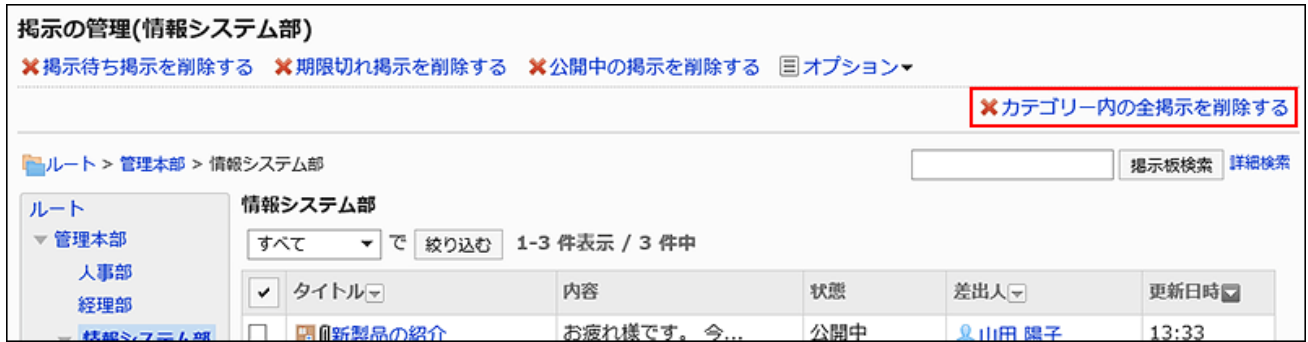 掲示の管理(情報システム部)
掲示待ち掲示を削除する 期限切れ掲示を削除する 公開中の掲示を削除する オプション
カテゴリー内の全掲示を削除する
ルート > 管理本部 > 情報システム部 掲示板検索 詳細検索
ルート
管理本部
人事部
経理部
情報システム部
情報システム部
すべて で 絞り込む 1-3 件表示 / 3 件中
タイトル 内容 状態 差出人 更新日時
新製品の紹介 お疲れ様です。 今... 公開中 山田 陽子 13:33